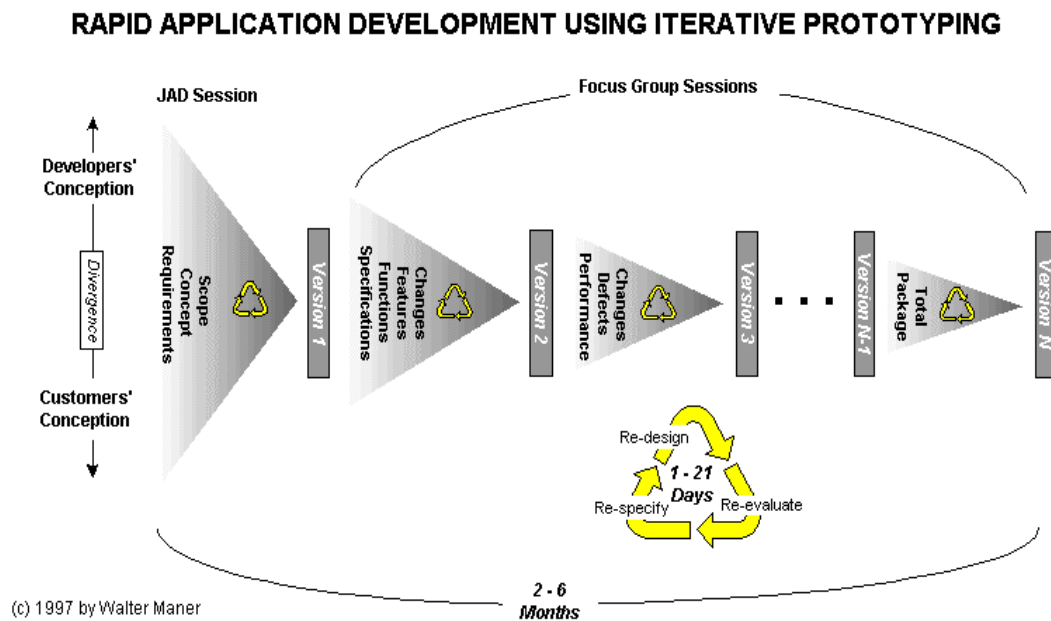 RAPID APPLICATION DEVELOPMENT USING ITERATIVE PROTOTYPING
JAD Session
Focus Group Sessions
Developers'
Conception
Divergence
Customers'
Conception
Scope
Concept
Requirements
Version 1
Changes
Features
Functions
Specifications
Version 2
Changes
Defects
Performance
Version 3
. . .
Version N-1
Total
Package
Version N
Re-design
1 - 21
Days
Re-specify
Re-evaluate
2 - 6
Months
(c) 1997 by Walter Maner